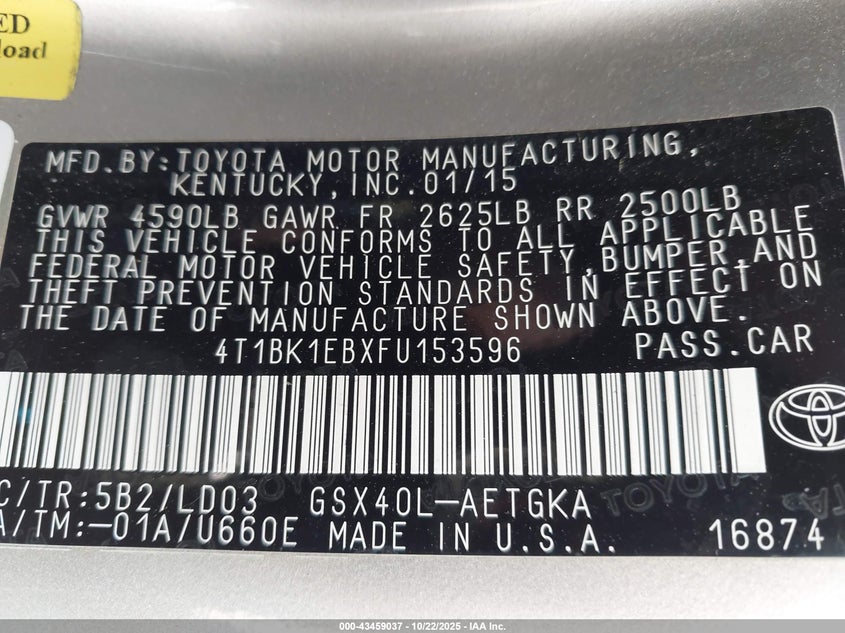 ED
load
MFD.BY:TOYOTA MOTOR MANUFACTURING,
KENTUCKY,INC.01/15
GVWR 4590LB GAWR FR 2625LB RR 2500LB
THIS VEHICLE CONFORMS TO ALL APPLICABLE
FEDERAL MOTOR VEHICLE SAFETY,BUMPER,AND
THEFT PREVENTION STANDARDS IN EFFECT ON
THE DATE OF MANUFACTURE SHOWN ABOVE.
4T1BK1EBXFU153596 PASS.CAR
C/TR:5B2/LD03 GSX40L-AETGKA
A/TM:-01A/U660E MADE IN U.S.A. 16874
000-43459037 - 10/22/2025 - IAA Inc.